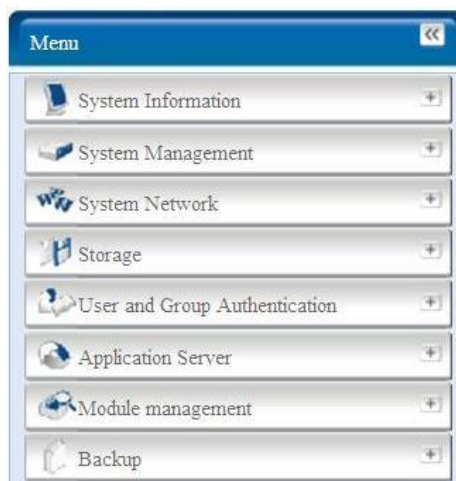 Menu
System Information
System Management
System Network
Storage
User and Group Authentication
Application Server
Module management
Backup